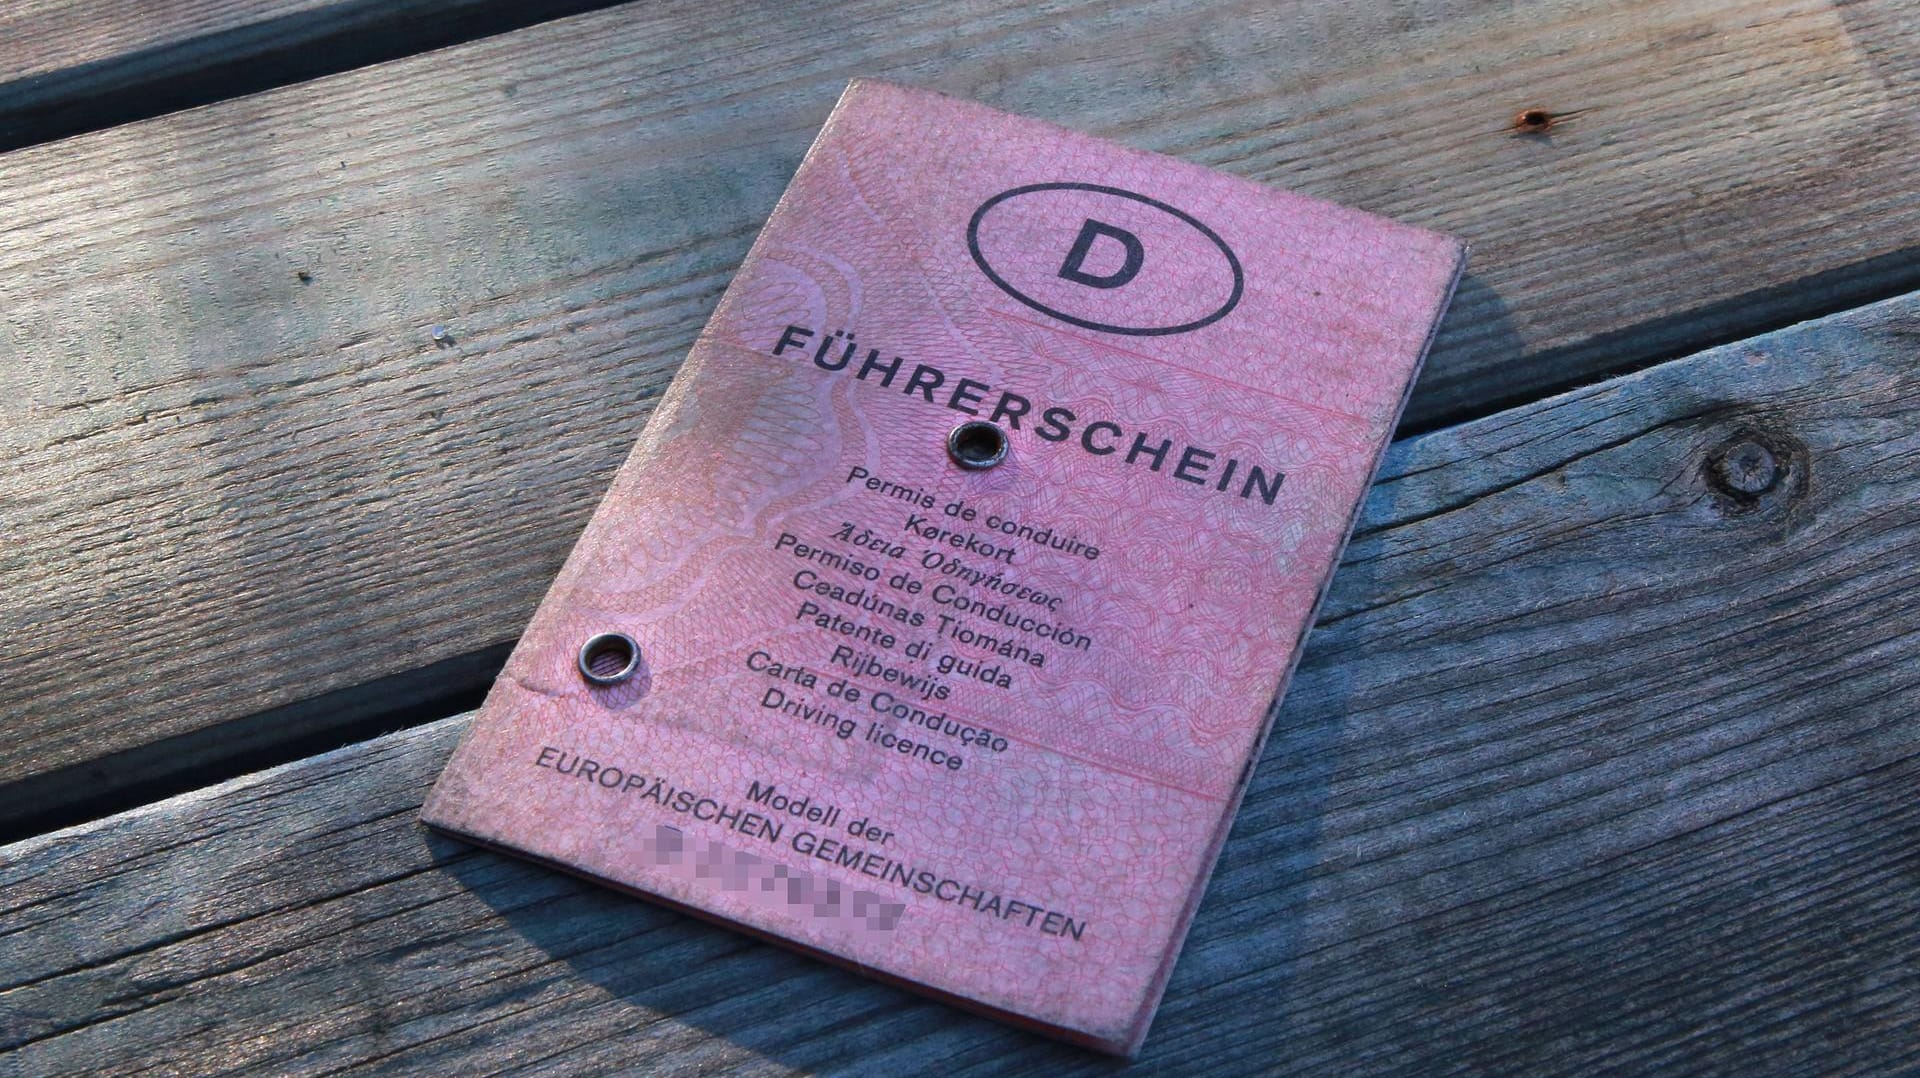 D
FÜHRERSCHEIN
Permis de conduire
Kørekort
Ἄδεια Ὁδηγήσεως
Permiso de Conducción
Ceadúnas Tiomána
Patente di guida
Rijbewijs
Carta de Condução
Driving licence
Modell der
EUROPÄISCHEN GEMEINSCHAFTEN